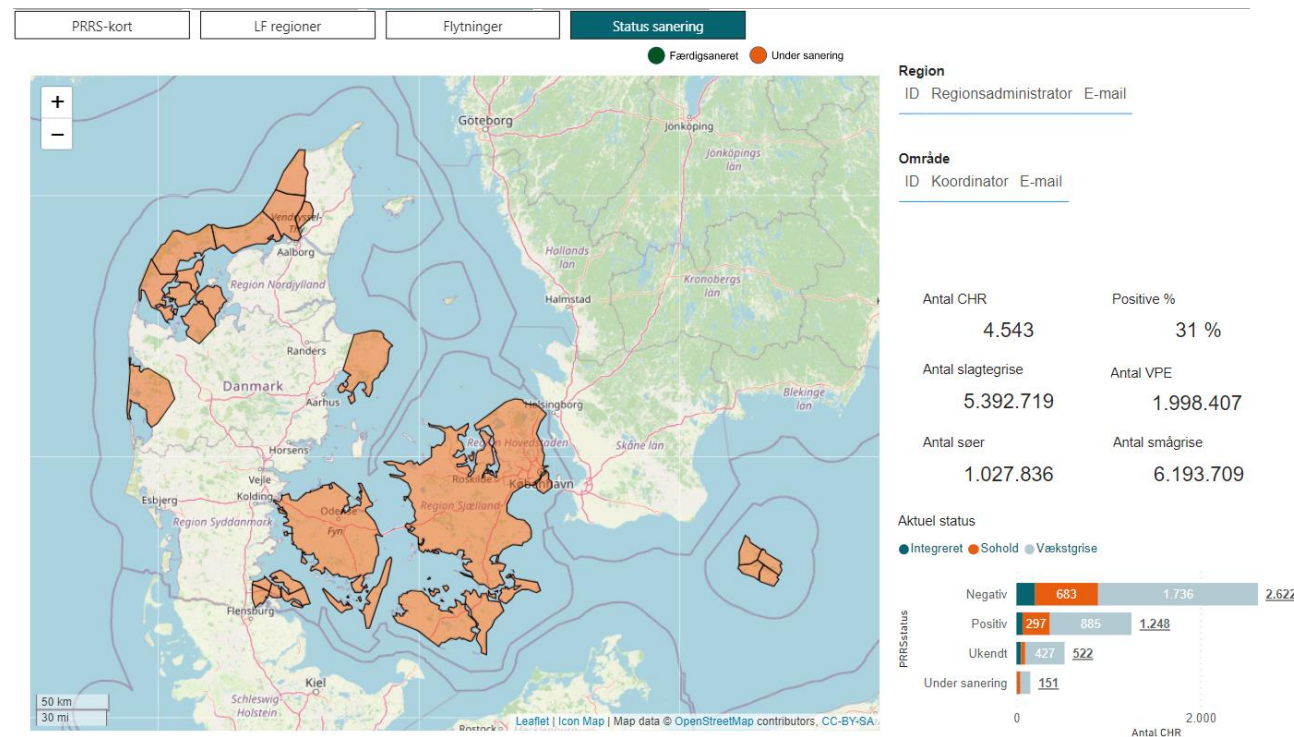 PRRS-kort
LF regioner
Flytninger
Status sanering
Færdigsaneret
Under sanering
+
−
Göteborg
Jönköping
Jönköpings
län
Vendsyssel-
Thy
Aalborg
Region Nordjylland
Hallands
län
Kronobergs
län
Halmstad
Randers
Danmark
Aarhus
Helsingborg
Blekinge
län
Region Hovedstaden
Skåne län
Horsens
Vejle
Roskilde
København
Esbjerg
Kolding
Odense
Region Sjælland
Region Syddanmark
Fyn
Flensburg
Kiel
50 km
30 mi
Schleswig-
Holstein
Rostock
Leaflet | Icon Map | Map data © OpenStreetMap contributors, CC-BY-SA
Region
ID Regionsadministrator E-mail
Område
ID Koordinator E-mail
Antal CHR
Positive %
4.543
31 %
Antal slagtegrise
Antal VPE
5.392.719
1.998.407
Antal søer
Antal smågrise
1.027.836
6.193.709
Aktuel status
Integreret Sohold Vækstgrise
PRRSstatus
Negativ 683 1.736 2.622
Positiv 297 885 1.248
Ukendt 427 522
Under sanering 151
0 2.000
Antal CHR